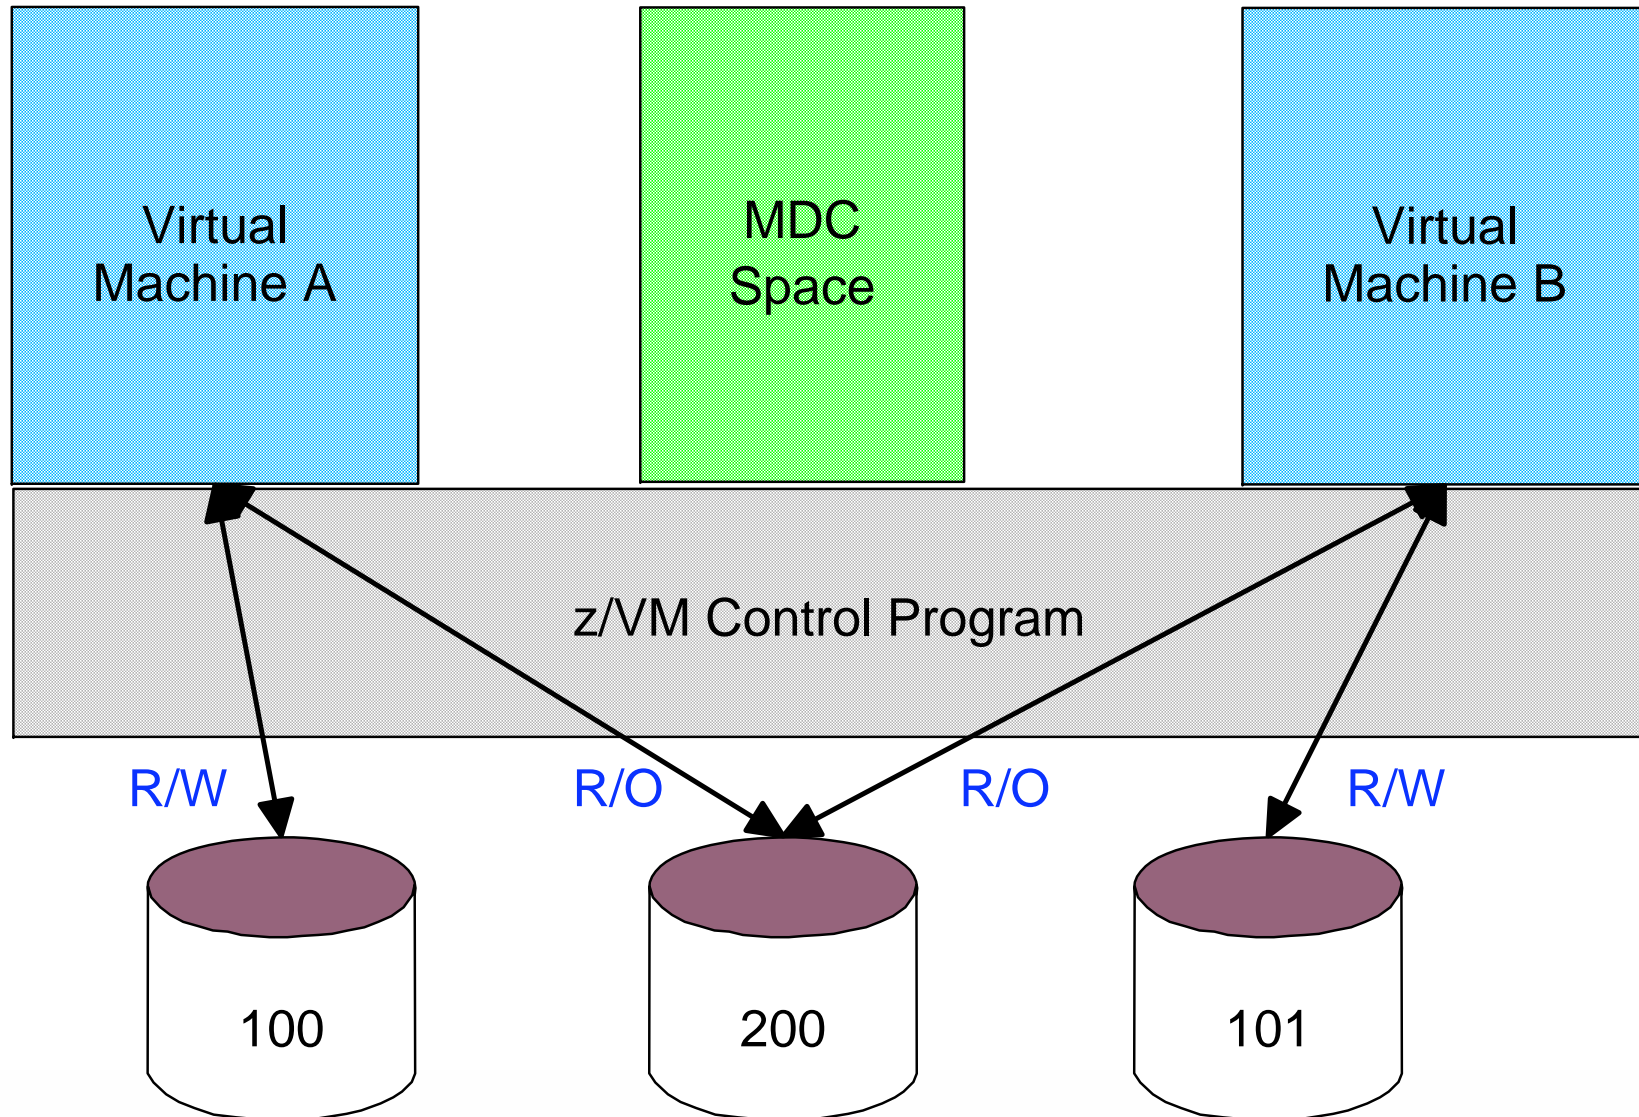 Virtual
Machine A
MDC
Space
Virtual
Machine B
z/VM Control Program
R/W
R/O
R/O
R/W
100
200
101